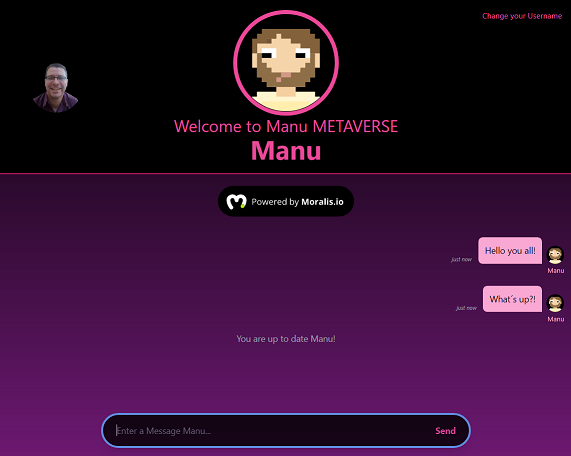 Change your Username
Welcome to Manu METAVERSE
Manu
Powered by Moralis.io
Hello you all!
just now
Manu
What´s up?!
just now
Manu
You are up to date Manu!
Enter a Message Manu...
Send